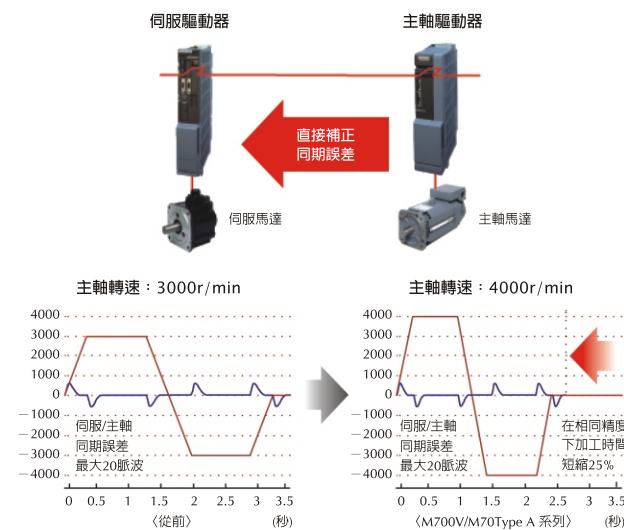 伺服驅動器
主軸驅動器
直接補正
同期誤差
伺服馬達
主軸馬達
主軸轉速：3000r/min
4000
3000
2000
1000
0
－1000
－2000
－3000
－4000
伺服/主軸
同期誤差
最大20脈波
0 0.5 1 1.5 2 2.5 3 3.5
〈從前〉
(秒)
主軸轉速：4000r/min
4000
3000
2000
1000
0
－1000
－2000
－3000
－4000
伺服/主軸
同期誤差
最大20脈波
在相同精度
下加工時間
短縮25%
0 0.5 1 1.5 2 2.5 3 3.5
〈M700V/M70Type A 系列〉
(秒)